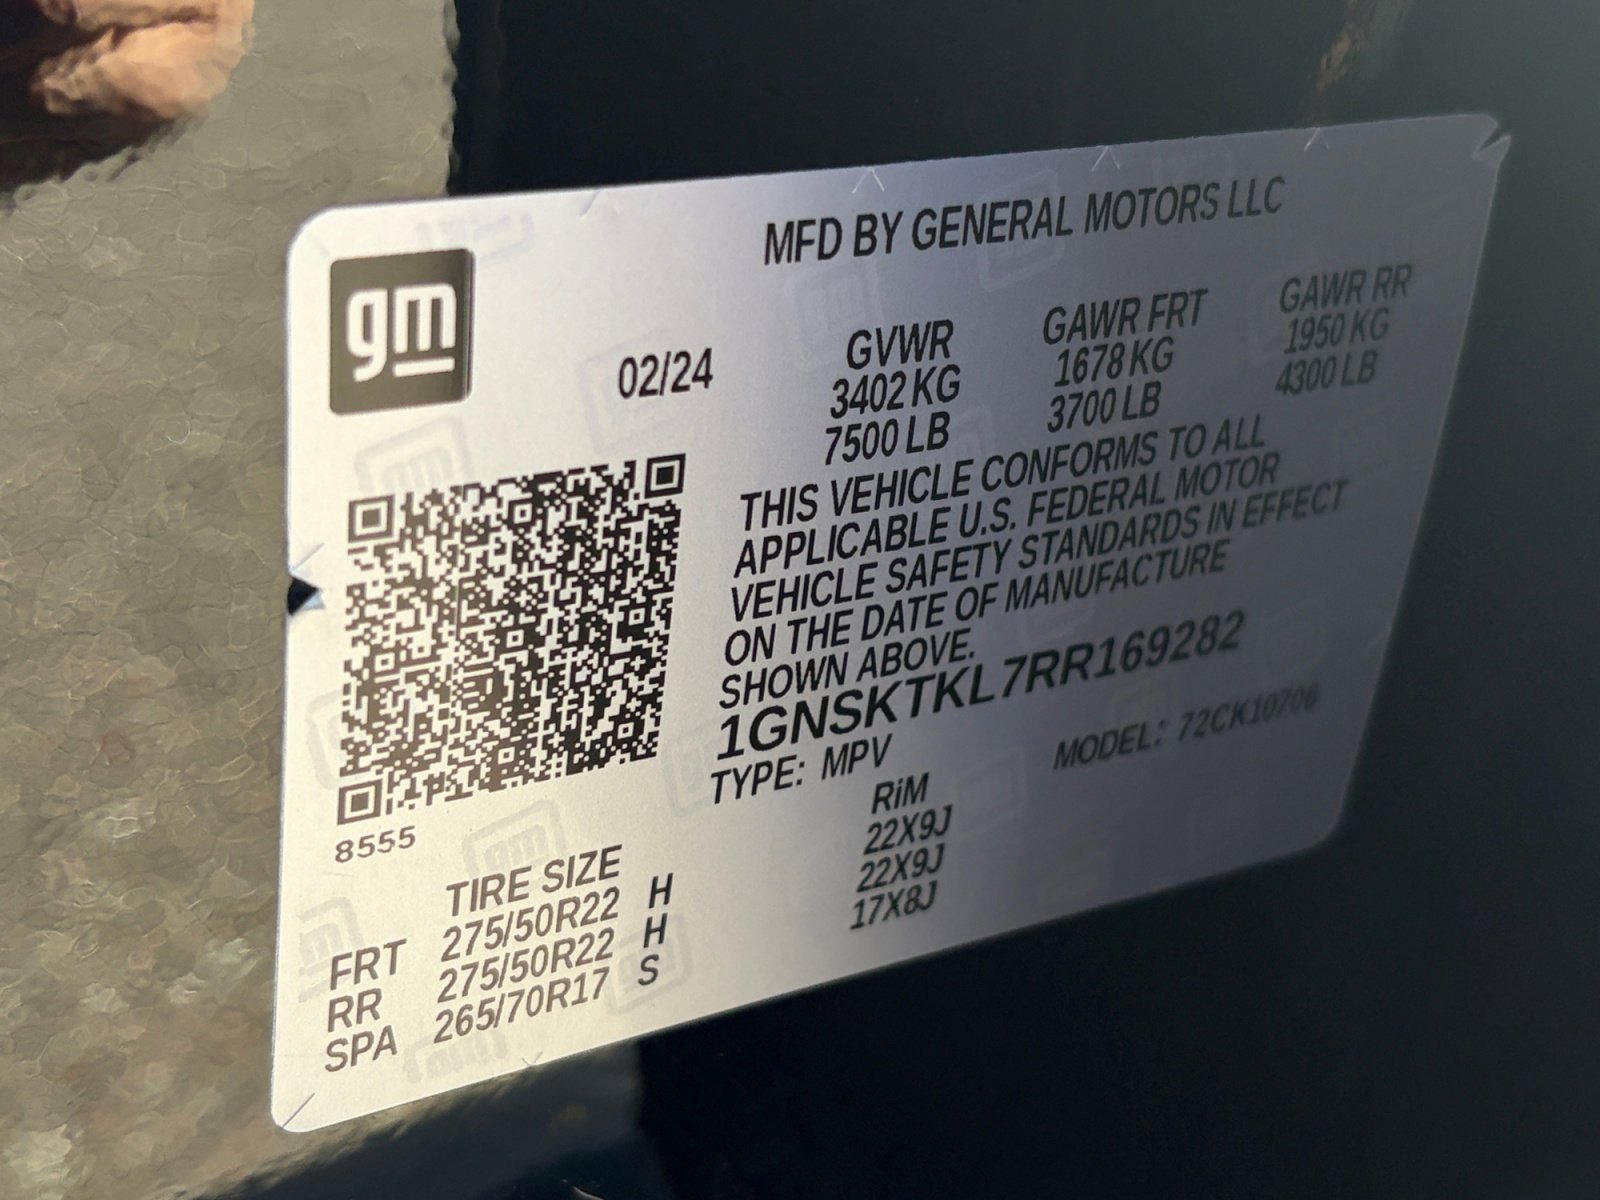 gm
MFD BY GENERAL MOTORS LLC
02/24
GVWR GAWR FRT GAWR RR
3402 KG 1678 KG 1950 KG
7500 LB 3700 LB 4300 LB
THIS VEHICLE CONFORMS TO ALL
APPLICABLE U.S. FEDERAL MOTOR
VEHICLE SAFETY STANDARDS IN EFFECT
ON THE DATE OF MANUFACTURE
SHOWN ABOVE.
1GNSKTKL7RR169282
TYPE: MPV MODEL: 72CK10706
8555
TIRE SIZE RiM
FRT 275/50R22 H 22X9J
RR 275/50R22 H 22X9J
SPA 265/70R17 S 17X8J